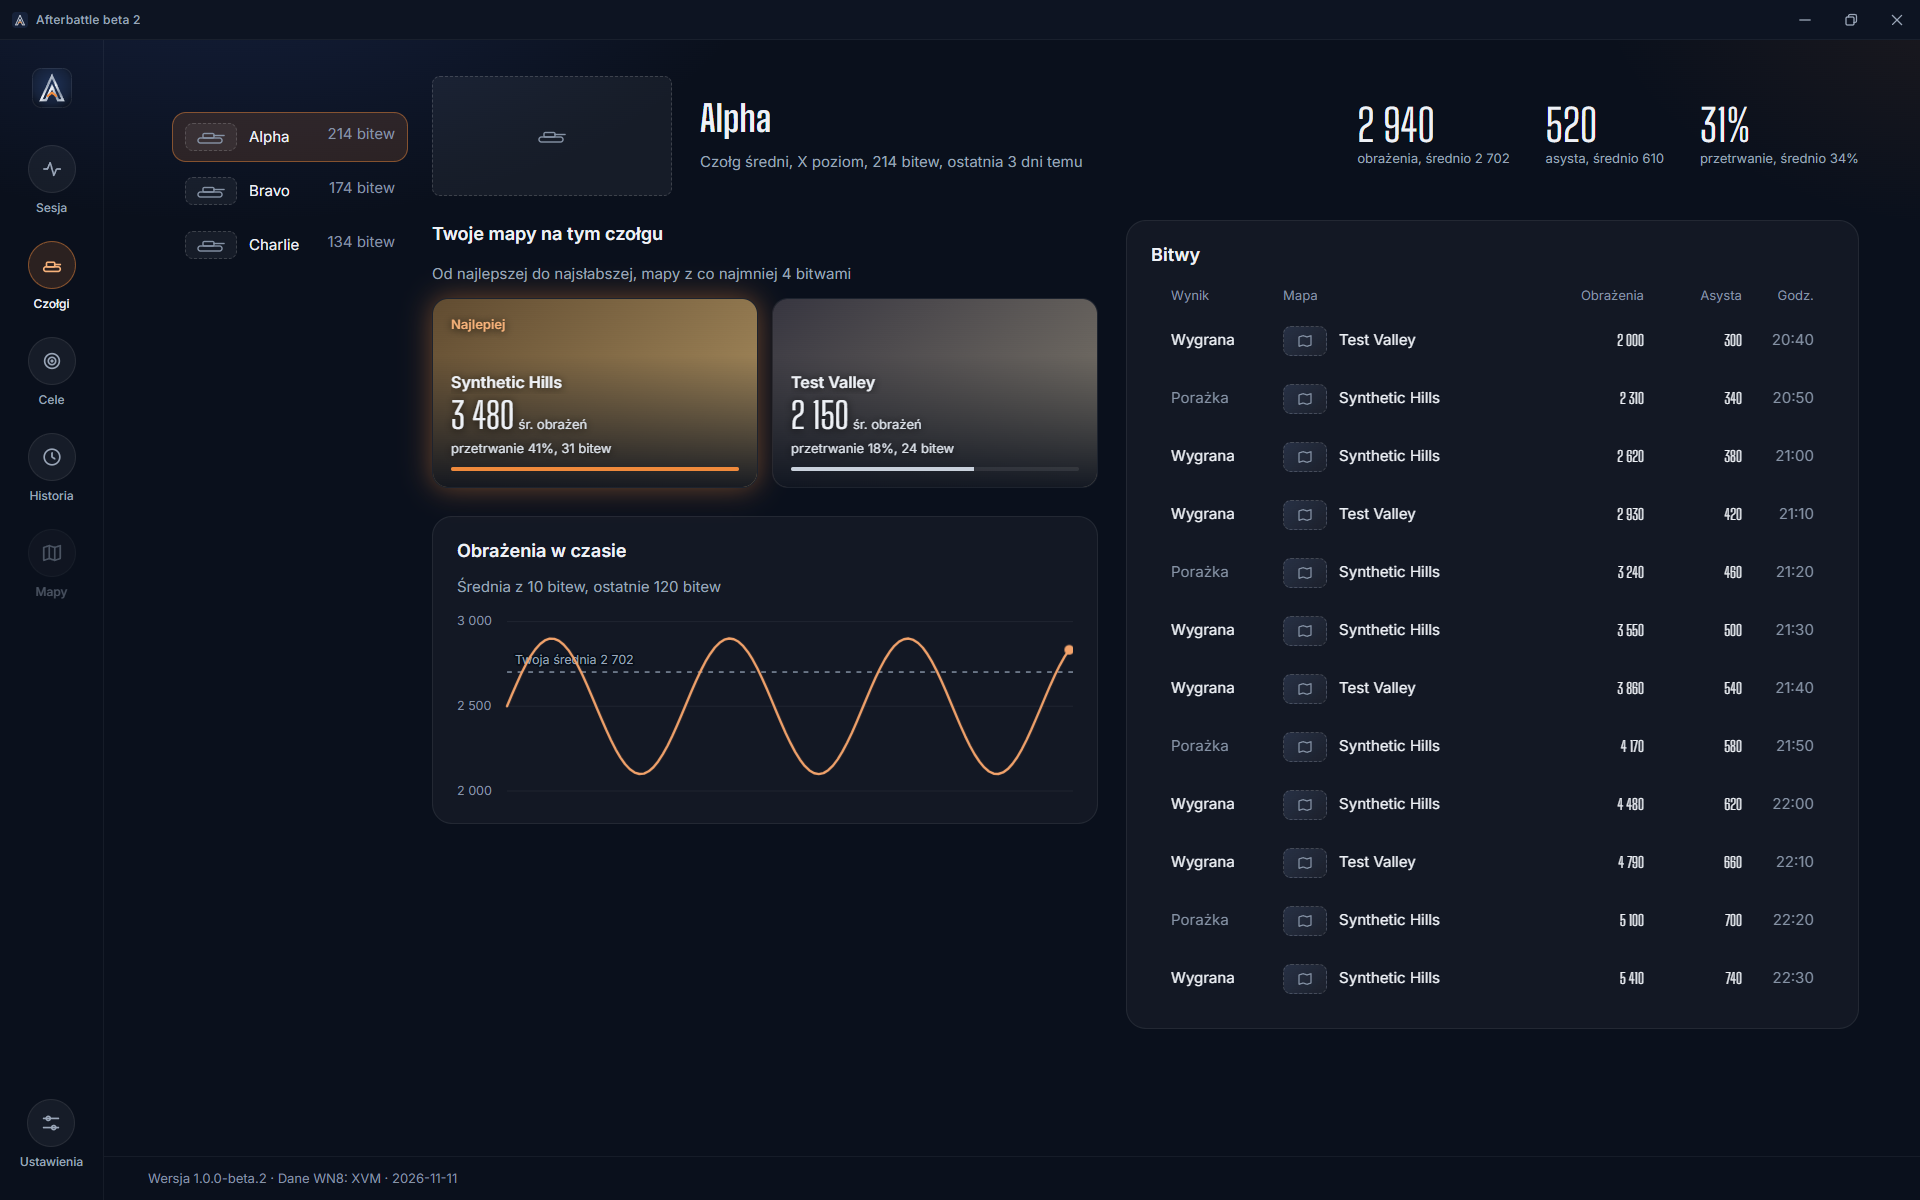 Afterbattle beta 2
Sesja
Czołgi
Cele
Historia
Mapy
Ustawienia
Alpha 214 bitew
Bravo 174 bitew
Charlie 134 bitew
Alpha
Czołg średni, X poziom, 214 bitew, ostatnia 3 dni temu
2 940
obrażenia, średnio 2 702
520
asysta, średnio 610
31%
przetrwanie, średnio 34%
Twoje mapy na tym czołgu
Od najlepszej do najsłabszej, mapy z co najmniej 4 bitwami
Najlepiej
Synthetic Hills
3 480 śr. obrażeń
przetrwanie 41%, 31 bitew
Test Valley
2 150 śr. obrażeń
przetrwanie 18%, 24 bitew
Obrażenia w czasie
Średnia z 10 bitew, ostatnie 120 bitew
3 000
Twoja średnia 2 702
2 500
2 000
Bitwy
Wynik Mapa Obrażenia Asysta Godz.
Wygrana Test Valley 2 000 300 20:40
Porażka Synthetic Hills 2 310 340 20:50
Wygrana Synthetic Hills 2 620 380 21:00
Wygrana Test Valley 2 930 420 21:10
Porażka Synthetic Hills 3 240 460 21:20
Wygrana Synthetic Hills 3 550 500 21:30
Wygrana Test Valley 3 860 540 21:40
Porażka Synthetic Hills 4 170 580 21:50
Wygrana Synthetic Hills 4 480 620 22:00
Wygrana Test Valley 4 790 660 22:10
Porażka Synthetic Hills 5 100 700 22:20
Wygrana Synthetic Hills 5 410 740 22:30
Wersja 1.0.0-beta.2 · Dane WN8: XVM · 2026-11-11